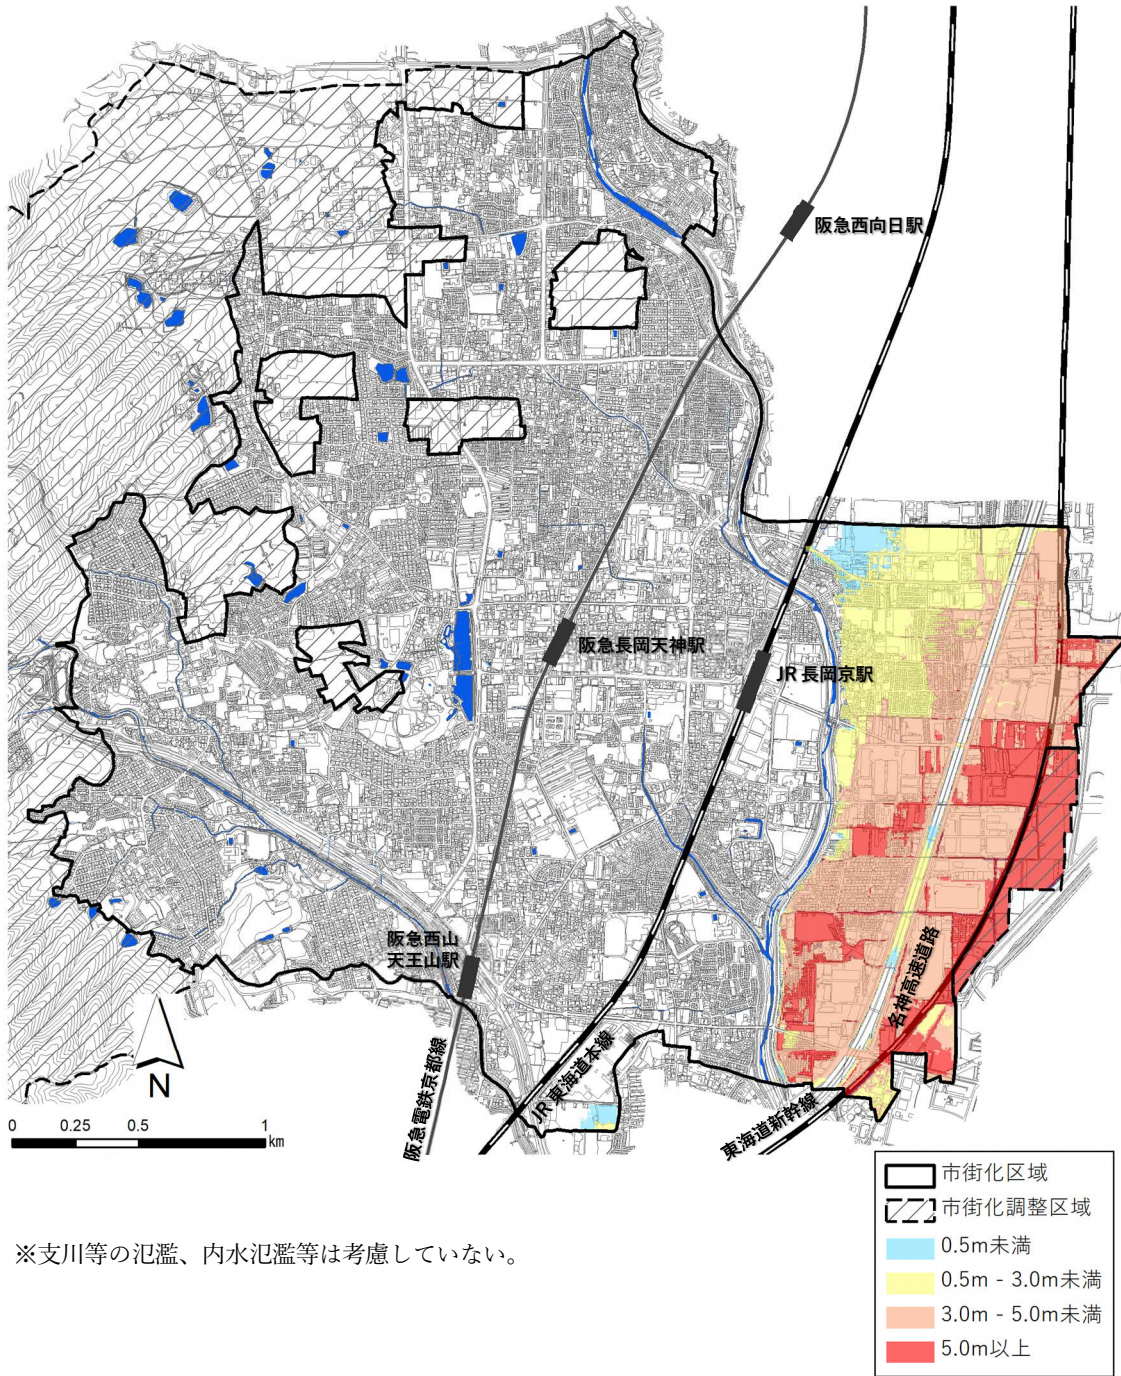 阪急西向日駅
阪急長岡天神駅
JR 長岡京駅
阪急西山
天王山駅
名神高速道路
N
阪急電鉄京都線
JR 東海道本線
東海道新幹線
0 0.25 0.5 1
km
市街化区域
市街化調整区域
0.5m未満
0.5m - 3.0m未満
3.0m - 5.0m未満
5.0m以上
※支川等の氾濫、内水氾濫等は考慮していない。